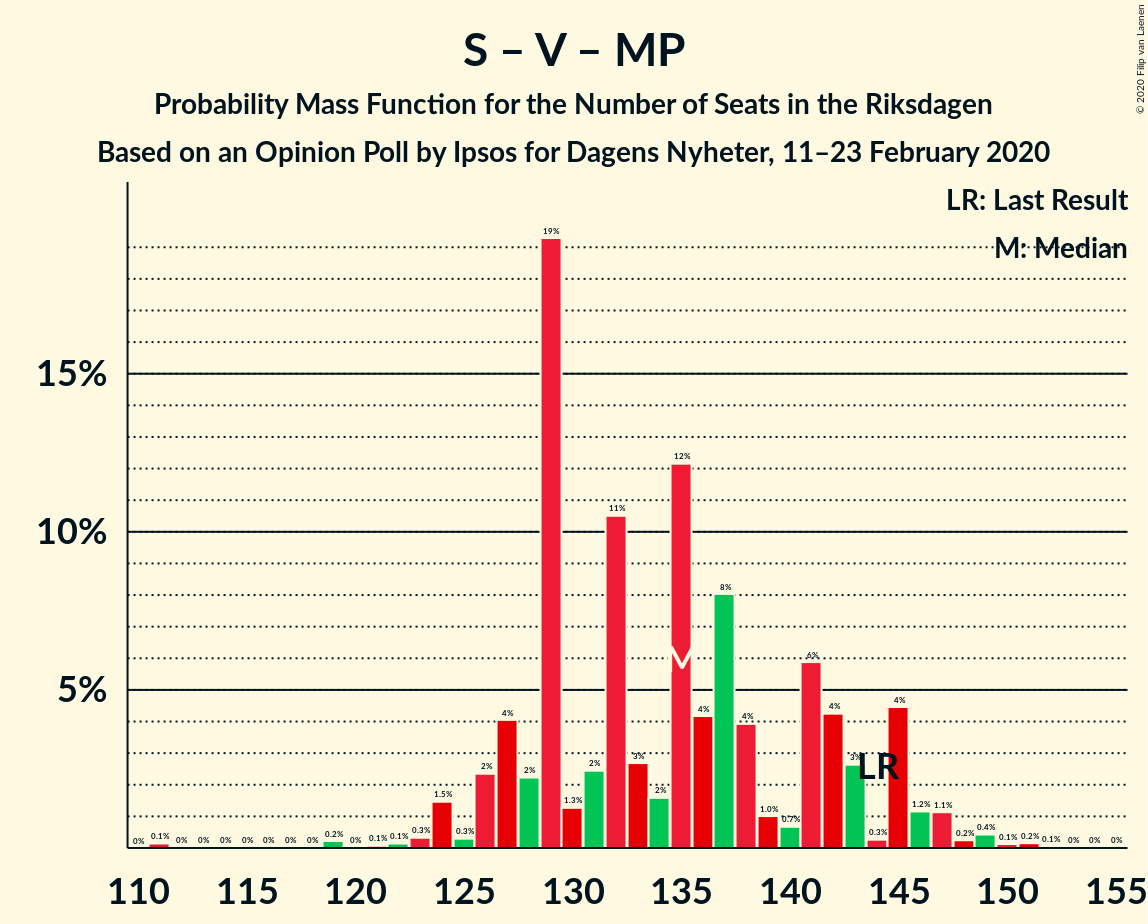 S – V – MP
Probability Mass Function for the Number of Seats in the Riksdagen
Based on an Opinion Poll by Ipsos for Dagens Nyheter, 11–23 February 2020
© 2020 Filip van Laenen
LR: Last Result
M: Median
15%
10%
5%
0% 0.1% 0% 0% 0% 0% 0% 0% 0% 0.2% 0% 0.1% 0.1% 0.3% 1.5% 0.3% 2% 4% 2% 19% 1.3% 2% 11% 3% 2% 12% 4% 8% 4% 1.0% 0.7% 6% 4% 3% 0.3% 4% 1.2% 1.1% 0.2% 0.4% 0.1% 0.2% 0.1% 0% 0% 0%
M
LR
110 115 120 125 130 135 140 145 150 155